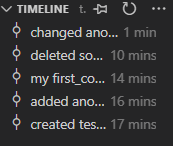 TIMELINE t...
changed ano... 1 min
deleted so... 10 mins
my first_co... 14 mins
added ano... 16 mins
created tes... 17 mins